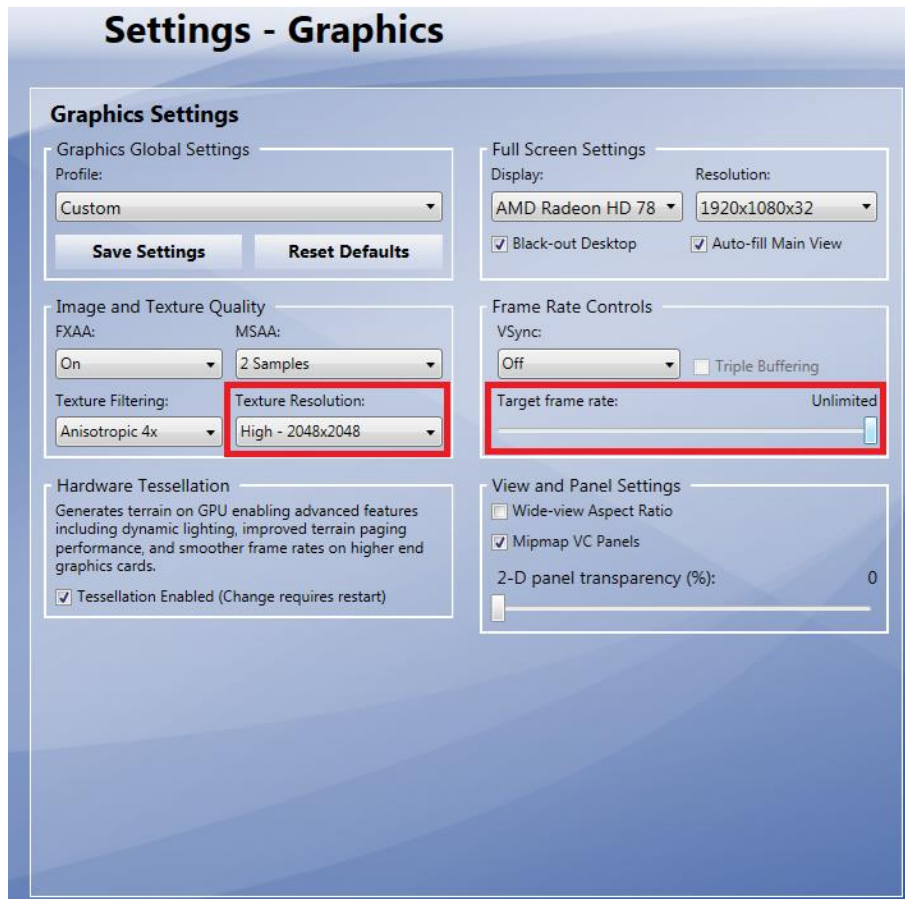 Settings - Graphics
Graphics Settings
Graphics Global Settings
Profile:
Custom
Save Settings
Reset Defaults
Full Screen Settings
Display:
Resolution:
AMD Radeon HD 78
1920x1080x32
Black-out Desktop
Auto-fill Main View
Image and Texture Quality
FXAA:
MSAA:
On
2 Samples
Texture Filtering:
Texture Resolution:
Anisotropic 4x
High - 2048x2048
Frame Rate Controls
VSync:
Off
Triple Buffering
Target frame rate:
Unlimited
Hardware Tessellation
Generates terrain on GPU enabling advanced features
including dynamic lighting, improved terrain paging
performance, and smoother frame rates on higher end
graphics cards.
Tessellation Enabled (Change requires restart)
View and Panel Settings
Wide-view Aspect Ratio
Mipmap VC Panels
2-D panel transparency (%):
0